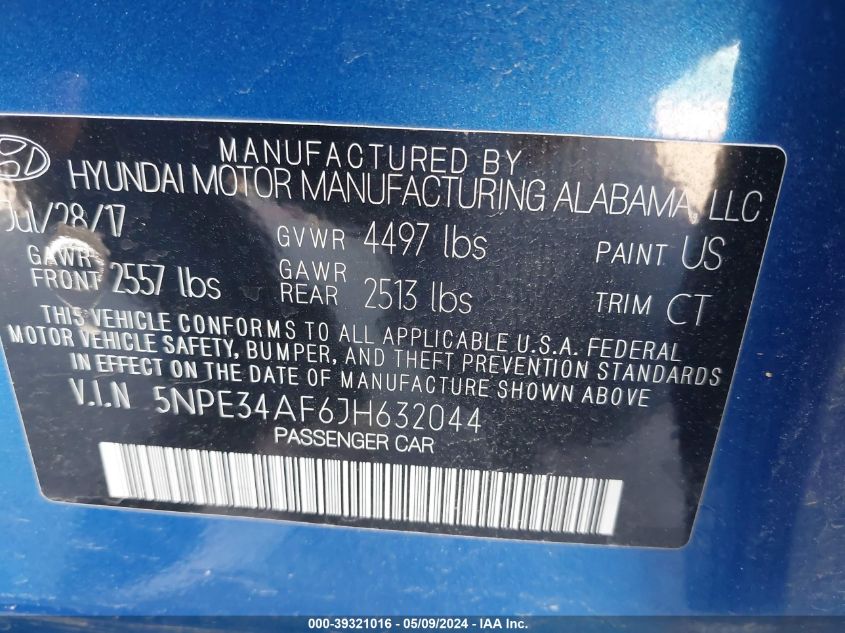 MANUFACTURED BY
HYUNDAI MOTOR MANUFACTURING ALABAMA, LLC
Jul/28/17 GVWR 4497 lbs PAINT US
GAWR FRONT 2557 lbs GAWR REAR 2513 lbs TRIM CT
THIS VEHICLE CONFORMS TO ALL APPLICABLE U.S.A. FEDERAL
MOTOR VEHICLE SAFETY, BUMPER, AND THEFT PREVENTION STANDARDS
IN EFFECT ON THE DATE OF MANUFACTURE SHOWN ABOVE
V.I.N 5NPE34AF6JH632044
PASSENGER CAR
000-39321016 - 05/09/2024 - IAA Inc.